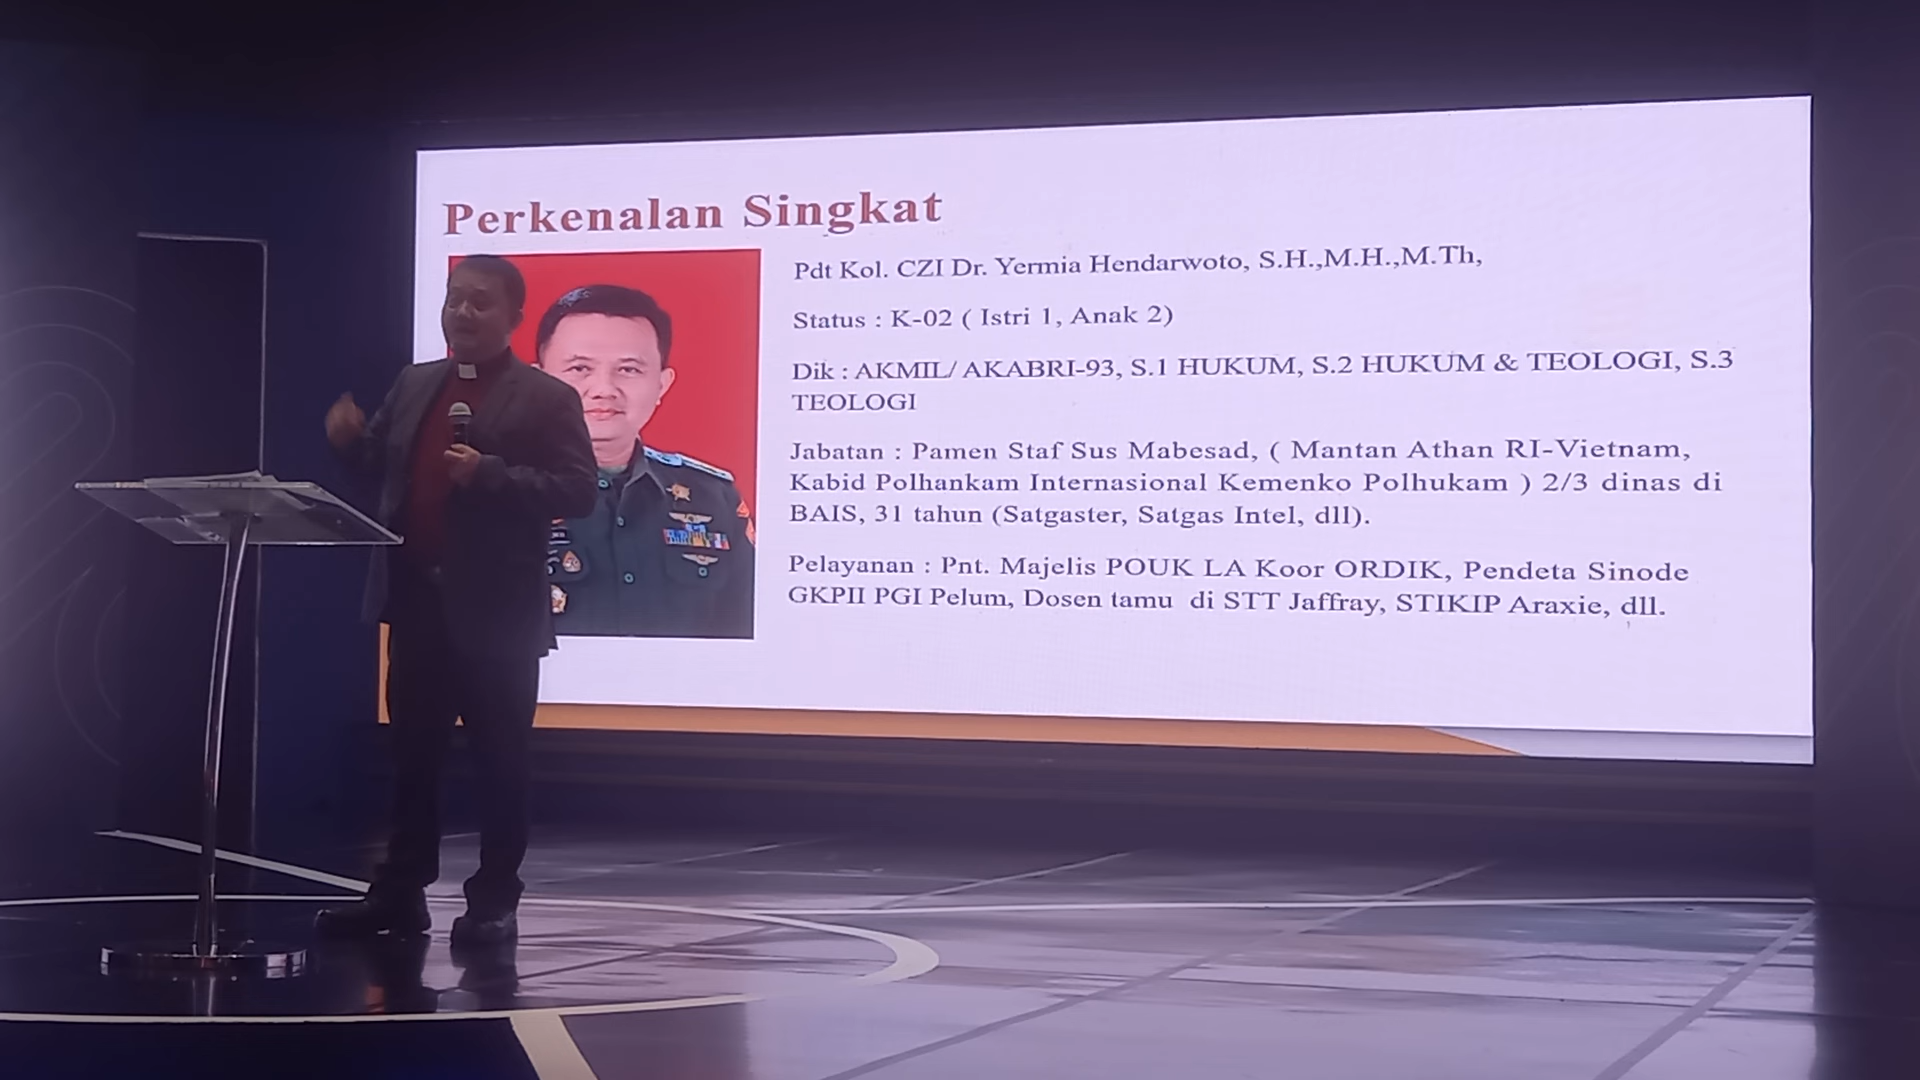 Perkenalan Singkat
Pdt Kol. CZI Dr. Yermia Hendarwoto, S.H.,M.H.,M.Th,
Status : K-02 ( Istri 1, Anak 2)
Dik : AKMIL/ AKABRI-93, S.1 HUKUM, S.2 HUKUM & TEOLOGI, S.3
TEOLOGI
Jabatan : Pamen Staf Sus Mabesad, ( Mantan Athan RI-Vietnam,
Kabid Polhankam Internasional Kemenko Polhukam ) 2/3 dinas di
BAIS, 31 tahun (Satgaster, Satgas Intel, dll).
Pelayanan : Pnt. Majelis POUK LA Koor ORDIK, Pendeta Sinode
GKPII PGI Pelum, Dosen tamu di STT Jaffray, STIKIP Araxie, dll.